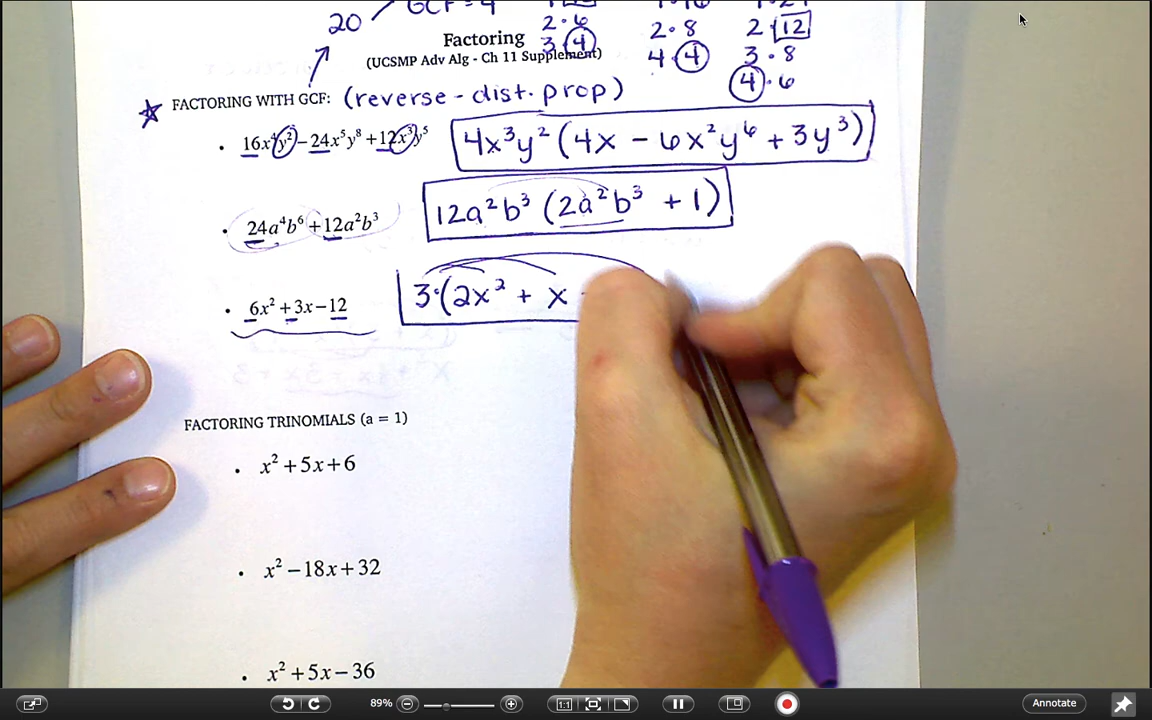 20 GCF = 4
2·6 2·8 2·12
3·4 4·4 3·8
4·6
Factoring
(UCSMP Adv Alg - Ch 11 Supplement)
FACTORING WITH GCF: (reverse - dist. prop)
• 16x⁴y² − 24x⁵y⁸ + 12x³y⁵ 4x³y² (4x − 6x²y⁶ + 3y³)
• 24a⁴b⁶ + 12a²b³ 12a²b³ (2a²b³ + 1)
• 6x² + 3x − 12 3·(2x² + x
FACTORING TRINOMIALS (a = 1)
• x² + 5x + 6
• x² − 18x + 32
• x² + 5x − 36
89% 1:1 Annotate